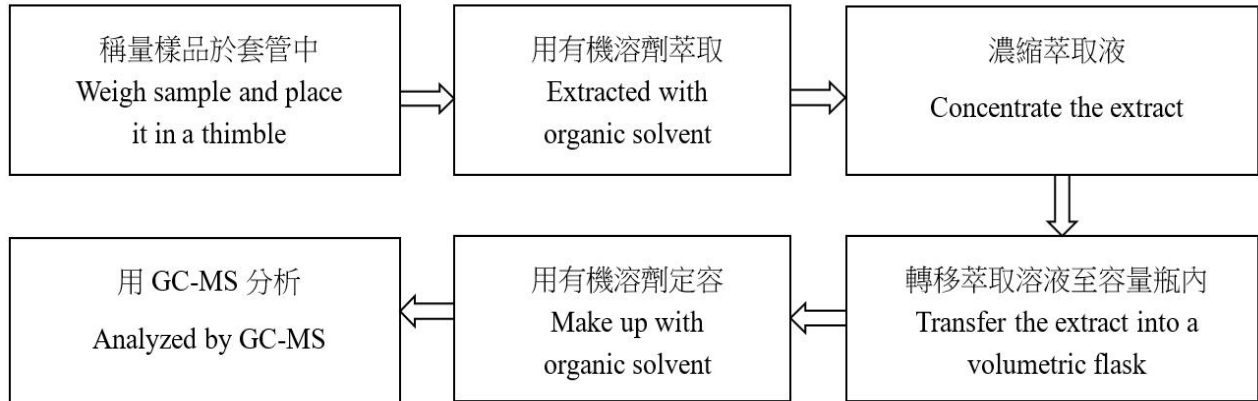 稱量樣品於套管中
Weigh sample and place
it in a thimble
用有機溶劑萃取
Extracted with
organic solvent
濃縮萃取液
Concentrate the extract
轉移萃取溶液至容量瓶內
Transfer the extract into a
volumetric flask
用有機溶劑定容
Make up with
organic solvent
用 GC-MS 分析
Analyzed by GC-MS